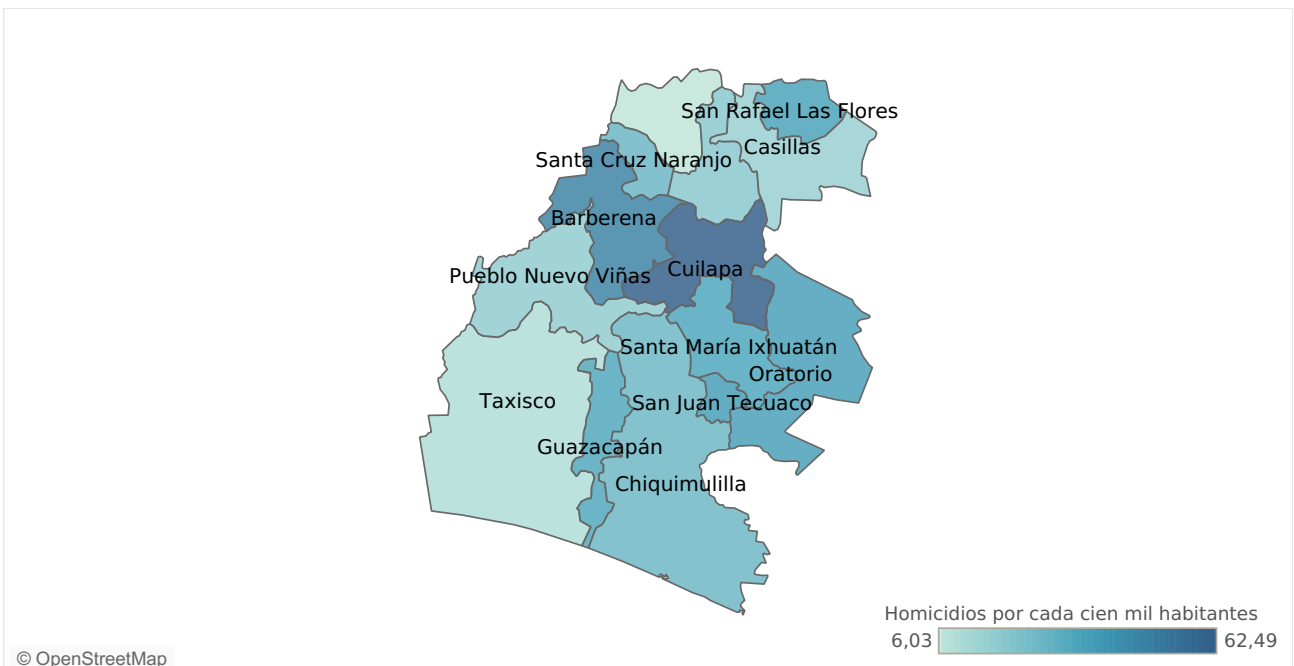 San Rafael Las Flores
Casillas
Santa Cruz Naranjo
Barberena
Cuilapa
Pueblo Nuevo Viñas
Santa María Ixhuatán
Oratorio
Taxisco
San Juan Tecuaco
Guazacapán
Chiquimulilla
Homicidios por cada cien mil habitantes
6,03 62,49
© OpenStreetMap